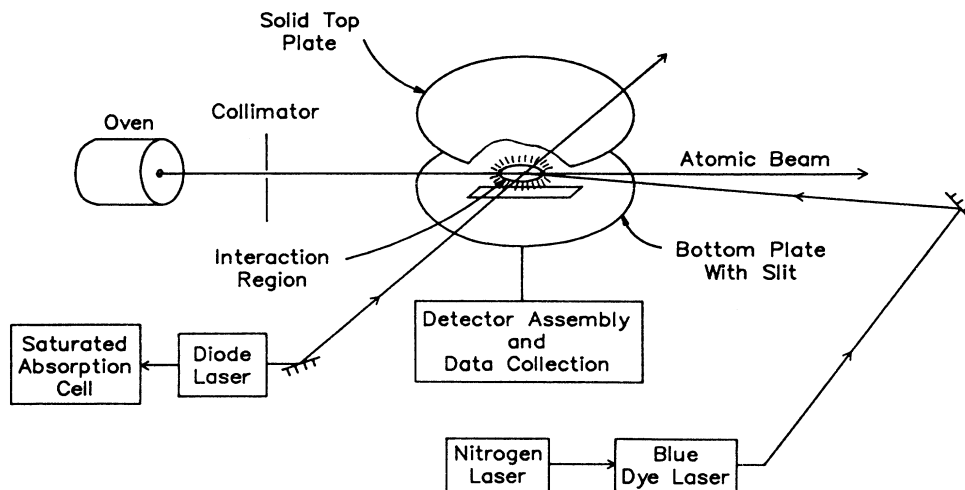 Solid Top
Plate
Oven
Collimator
Atomic Beam
Interaction
Region
Bottom Plate
With Slit
Detector Assembly
and
Data Collection
Saturated
Absorption
Cell
Diode
Laser
Nitrogen
Laser
Blue
Dye Laser